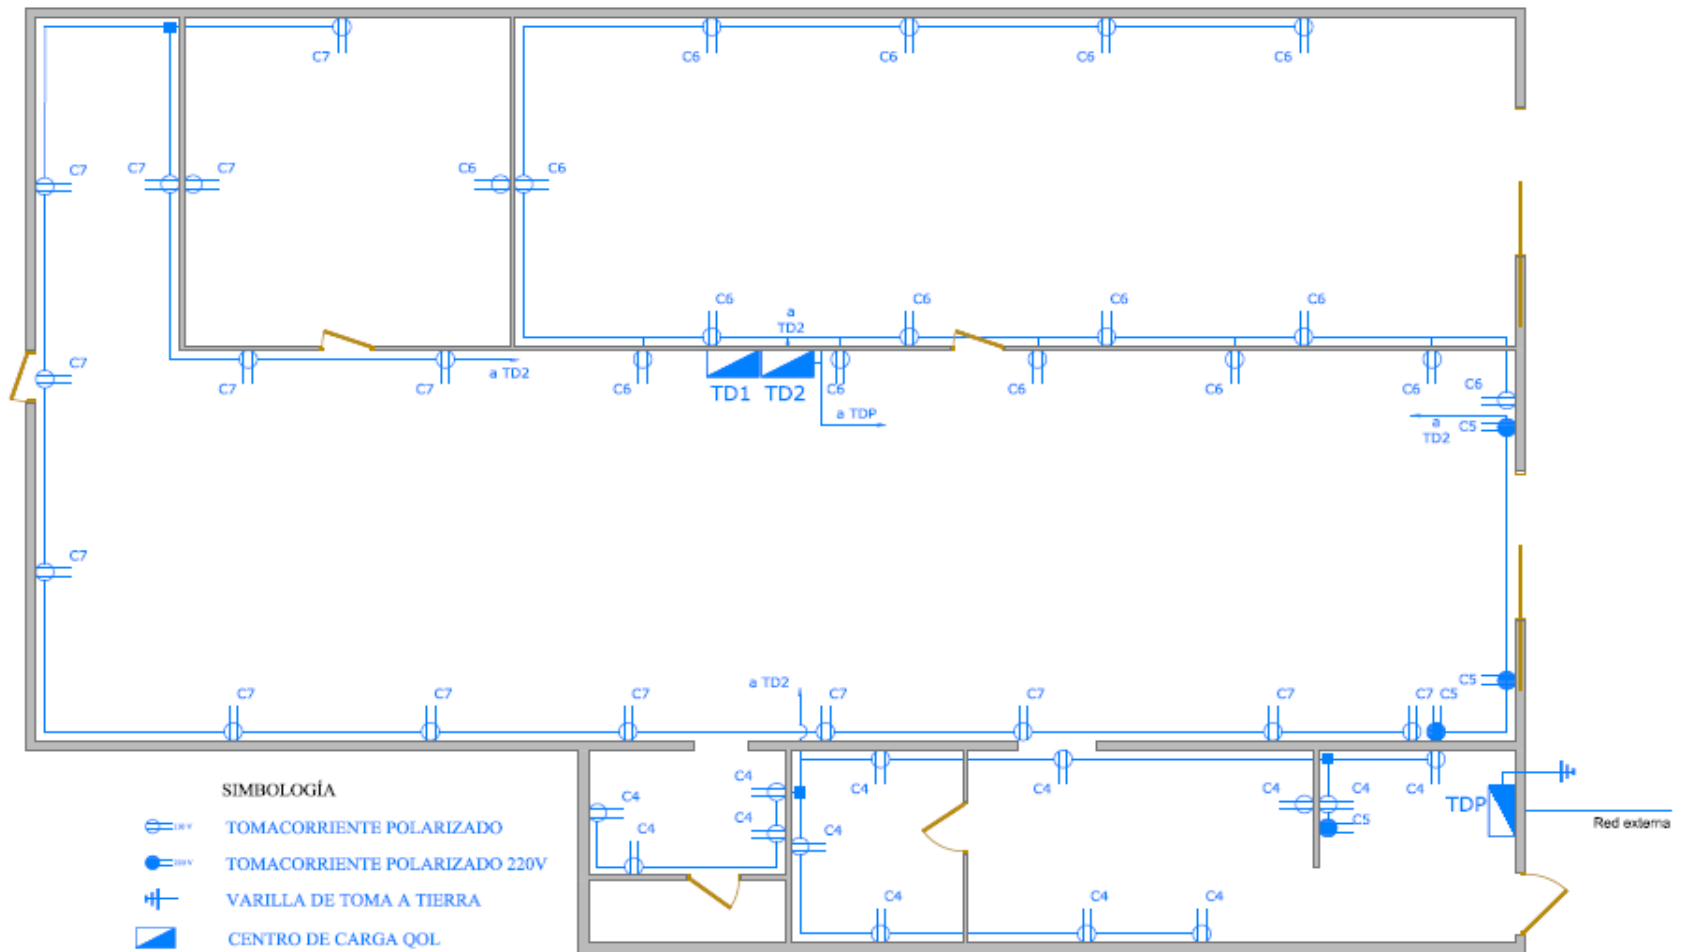 C7
C6
C6
C6
C6
C7
C7
C7
C6
C6
C6
a
TD2
C6
C6
C6
C7
C7
C7
a TD2
C6
TD1
TD2
C6
C6
C6
C6
C6
a TDP
a
TD2
C5
C7
C7
C7
C7
a TD2
C7
C7
C7
C7
C5
C5
C4
C4
C4
C4
C4
C4
C4
C4
C4
C4
C5
TDP
Red externa
C4
C4
C4
SIMBOLOGÍA
TOMACORRIENTE POLARIZADO
TOMACORRIENTE POLARIZADO 220V
VARILLA DE TOMA A TIERRA
CENTRO DE CARGA QOL